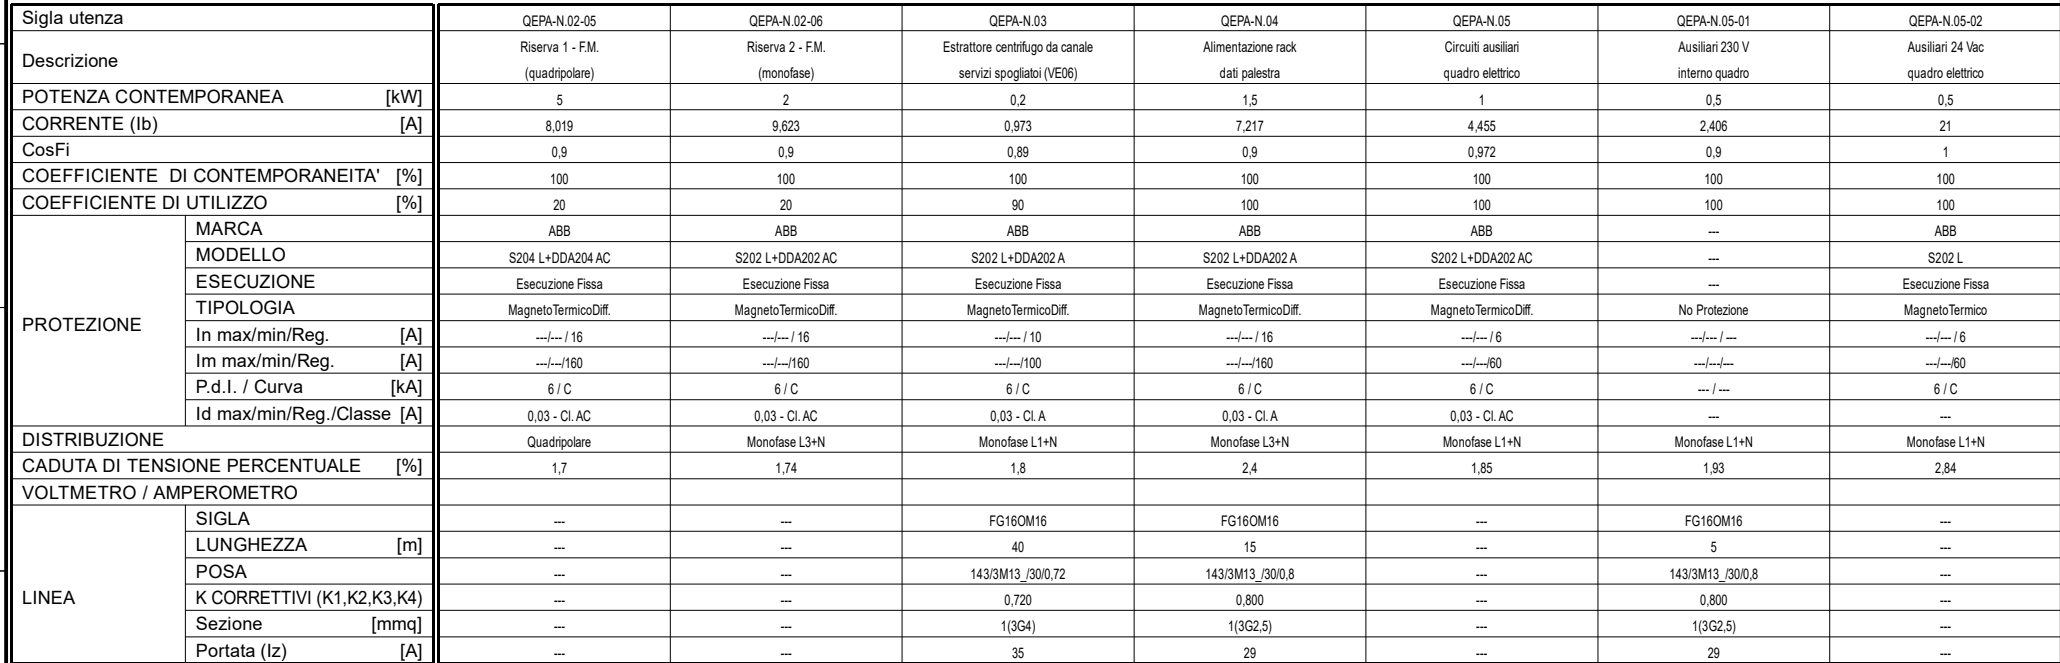 Sigla utenza QEPA-N.02-05 QEPA-N.02-06 QEPA-N.03 QEPA-N.04 QEPA-N.05 QEPA-N.05-01 QEPA-N.05-02
Descrizione Riserva 1 - F.M. Riserva 2 - F.M. Estrattore centrifugo da canale Alimentazione rack Circuiti ausiliari Ausiliari 230 V Ausiliari 24 Vac
(quadripolare) (monofase) servizi spogliatoi (VE06) dati palestra quadro elettrico interno quadro quadro elettrico
POTENZA CONTEMPORANEA [kW] 5 2 0,2 1,5 1 0,5 0,5
CORRENTE (Ib) [A] 8,019 9,623 0,973 7,217 4,455 2,406 21
CosFi 0,9 0,9 0,89 0,9 0,972 0,9 1
COEFFICIENTE DI CONTEMPORANEITA' [%] 100 100 100 100 100 100 100
COEFFICIENTE DI UTILIZZO [%] 20 20 90 100 100 100 100
PROTEZIONE
MARCA ABB ABB ABB ABB ABB --- ABB
MODELLO S204 L+DDA204 AC S202 L+DDA202 AC S202 L+DDA202 A S202 L+DDA202 A S202 L+DDA202 AC --- S202 L
ESECUZIONE Esecuzione Fissa Esecuzione Fissa Esecuzione Fissa Esecuzione Fissa Esecuzione Fissa --- Esecuzione Fissa
TIPOLOGIA MagnetoTermicoDiff. MagnetoTermicoDiff. MagnetoTermicoDiff. MagnetoTermicoDiff. MagnetoTermicoDiff. No Protezione MagnetoTermico
In max/min/Reg. [A] ---/--- / 16 ---/--- / 16 ---/--- / 10 ---/--- / 16 ---/--- / 6 ---/--- / --- ---/--- / 6
Im max/min/Reg. [A] ---/---/160 ---/---/160 ---/---/100 ---/---/160 ---/---/60 ---/---/--- ---/---/60
P.d.I. / Curva [kA] 6 / C 6 / C 6 / C 6 / C 6 / C --- / --- 6 / C
Id max/min/Reg./Classe [A] 0,03 - Cl. AC 0,03 - Cl. AC 0,03 - Cl. A 0,03 - Cl. A 0,03 - Cl. AC --- ---
DISTRIBUZIONE Quadripolare Monofase L3+N Monofase L1+N Monofase L3+N Monofase L1+N Monofase L1+N Monofase L1+N
CADUTA DI TENSIONE PERCENTUALE [%] 1,7 1,74 1,8 2,4 1,85 1,93 2,84
VOLTMETRO / AMPEROMETRO
LINEA
SIGLA --- --- FG16OM16 FG16OM16 --- FG16OM16 ---
LUNGHEZZA [m] --- --- 40 15 --- 5 ---
POSA --- --- 143/3M13_/30/0,72 143/3M13_/30/0,8 --- 143/3M13_/30/0,8 ---
K CORRETTIVI (K1,K2,K3,K4) --- --- 0,720 0,800 --- 0,800 ---
Sezione [mmq] --- --- 1(3G4) 1(3G2,5) --- 1(3G2,5) ---
Portata (Iz) [A] --- --- 35 29 --- 29 ---